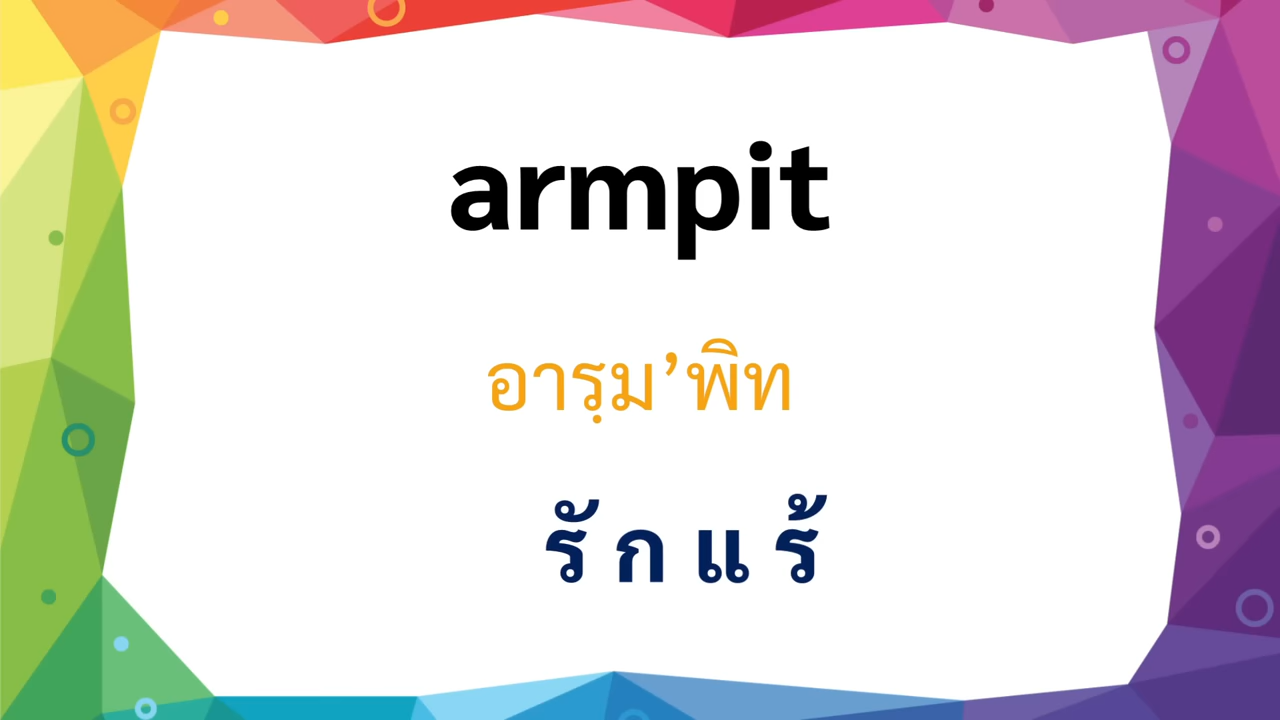 armpit
อารฺม’พิท
รั ก แ ร้